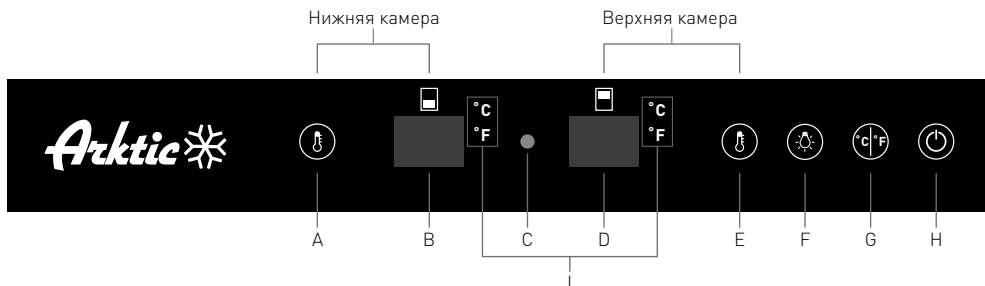 Нижняя камера Верхняя камера
°C °C
°F °F
Arktic °C °F
A B C D E F G H
I